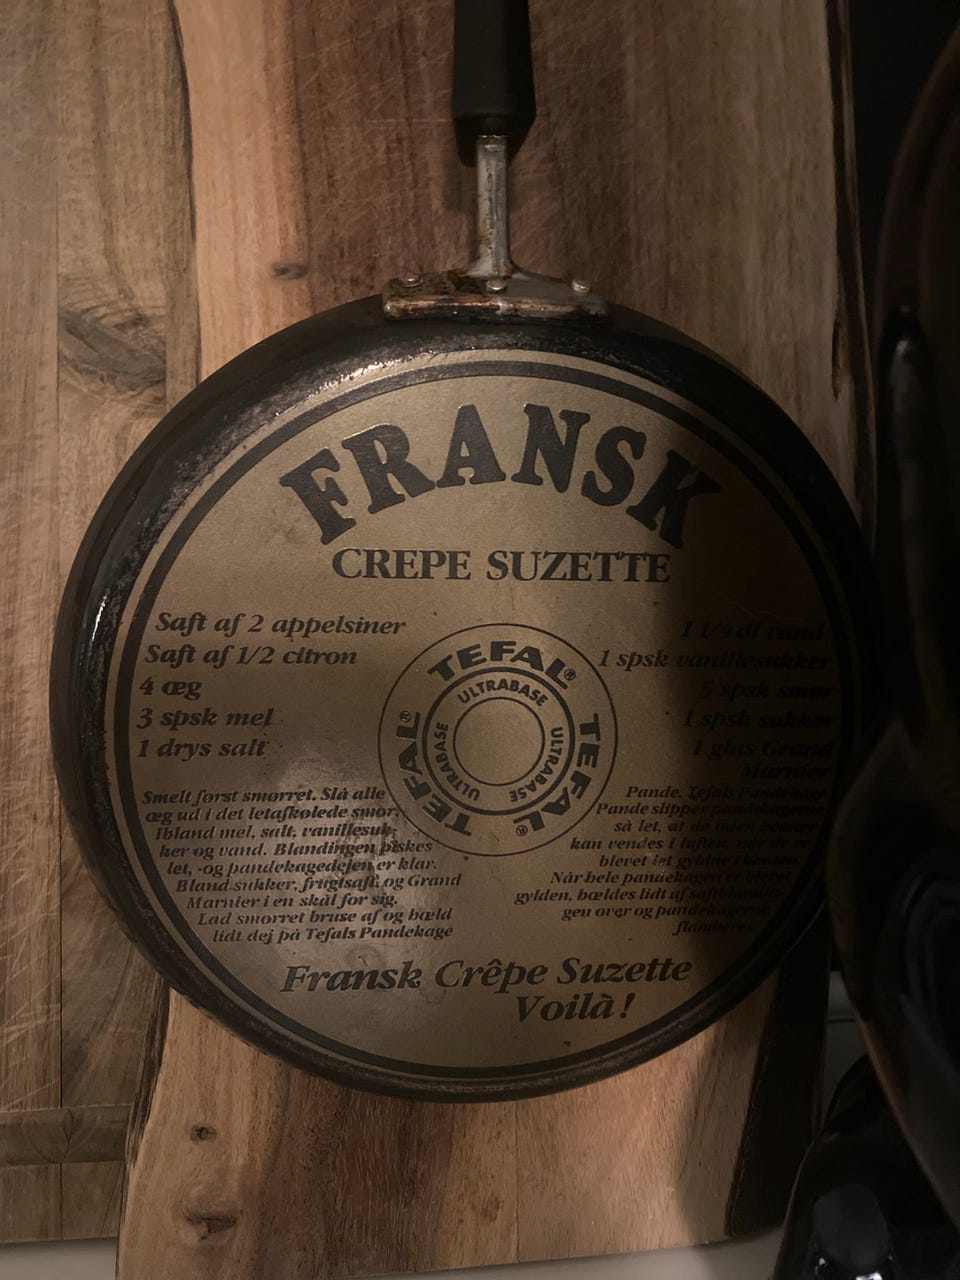 FRANSK
CREPE SUZETTE
Saft af 2 appelsiner
Saft af 1/2 citron
4 æg
3 spsk mel
1 drys salt
1 1/4 dl vand
1 spsk vanillesukker
5 spsk smør
1 spsk sukker
1 glas Grand
Marnier
TEFAL®
TEFAL®
TEFAL®
ULTRABASE
ULTRABASE
ULTRABASE
Smelt først smørret. Slå alle
æg ud i det letafkølede smør.
Ibland mel, salt, vanillesuk-
ker og vand. Blandingen piskes
let, -og pandekagedejen er klar.
Bland sukker, frugtsaft, og Grand
Marnier i en skål for sig.
Lad smørret bruse af og hæld
lidt dej på Tefals Pandekage
Pande. Tefals Pandekage
Pande slipper pandekagerne
så let, at de uden besvær
kan vendes i luften, når de er
blevet let gyldne i kanten.
Når hele pandekagen er blevet
gylden, hældes lidt af saftblandin-
gen over og pandekagerne
flamberes.
Fransk Crêpe Suzette
Voilà!